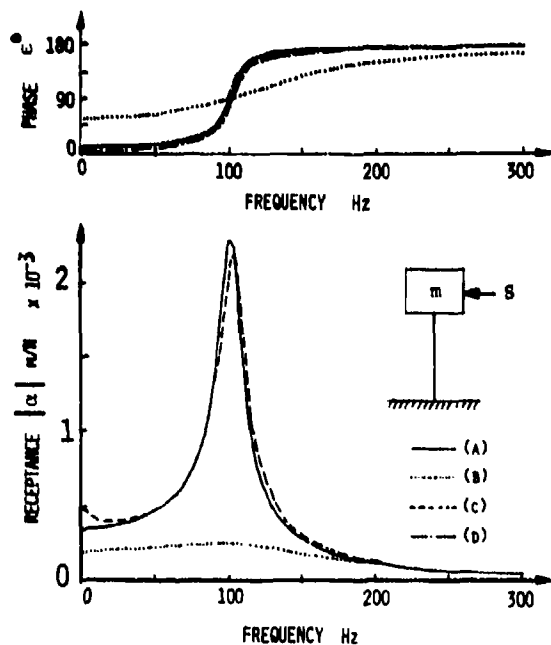 PHASE ε°
180
90
0
0 100 200 300
FREQUENCY Hz
RECEPTANCE |α| m/N × 10⁻³
2
1
0
m
S
(A)
(B)
(C)
(D)
0 100 200 300
FREQUENCY Hz